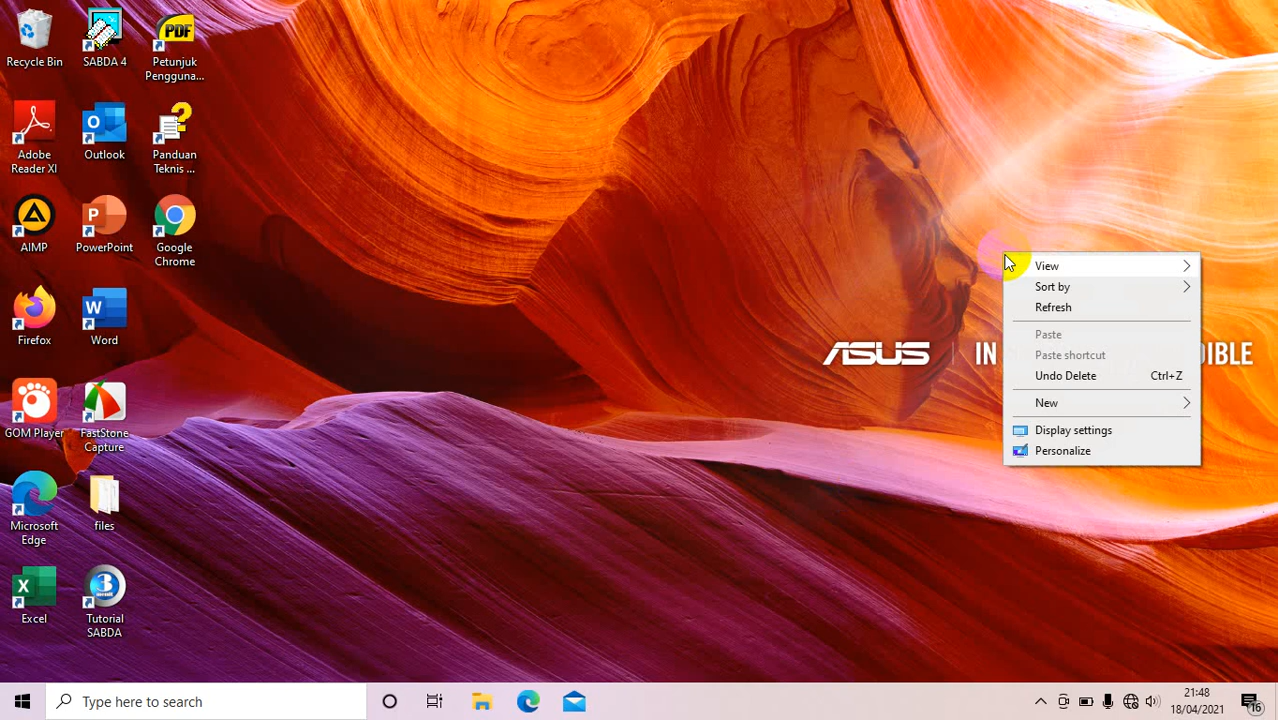 Recycle Bin
SABDA 4
PDF
Petunjuk
Pengguna...
Adobe
Reader XI
Outlook
Panduan
Teknis ...
AIMP
PowerPoint
Google
Chrome
Firefox
Word
GOM Player
FastStone
Capture
Microsoft
Edge
files
Excel
Tutorial
SABDA
ASUS
IN
DIBLE
View
Sort by
Refresh
Paste
Paste shortcut
Undo Delete Ctrl+Z
New
Display settings
Personalize
Type here to search
21:48
18/04/2021
16